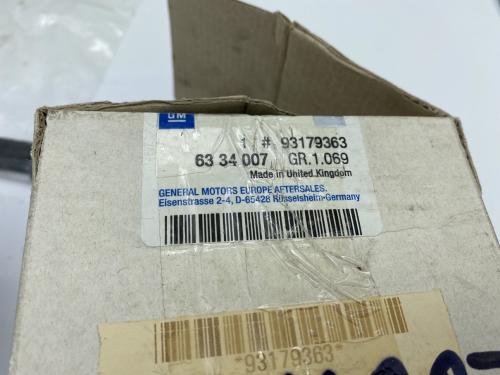 GM
1 # 93179363
63 34 007 GR.1.069
Made in United Kingdom
GENERAL MOTORS EUROPE AFTERSALES.
Eisenstrasse 2-4, D-65428 Rüsselsheim-Germany
*93179363*